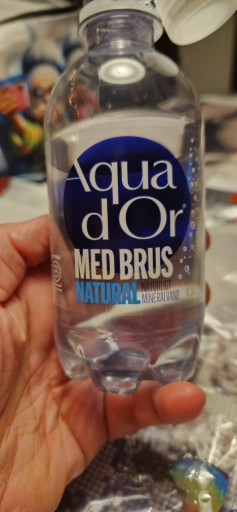 Aqua
d'Or
MED BRUS
NATURAL
NATURLIGT
MINERALVAND